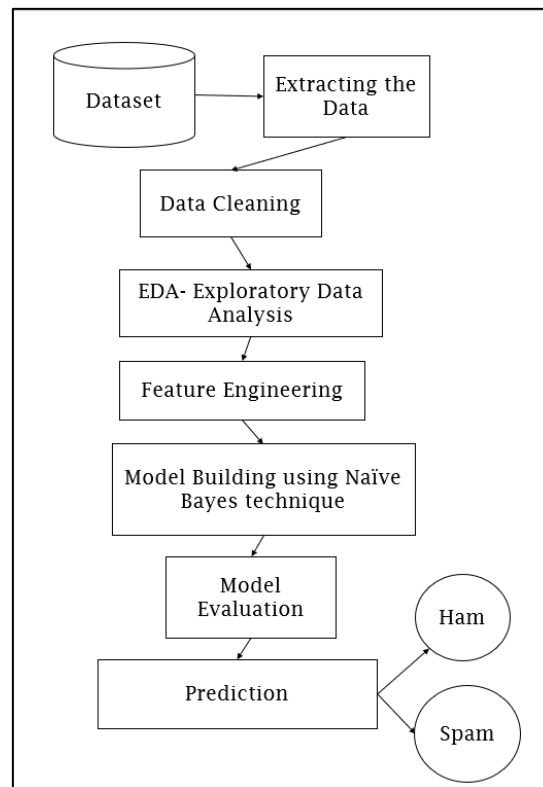 Dataset
Extracting the
Data
Data Cleaning
EDA- Exploratory Data
Analysis
Feature Engineering
Model Building using Naïve
Bayes technique
Model
Evaluation
Ham
Prediction
Spam